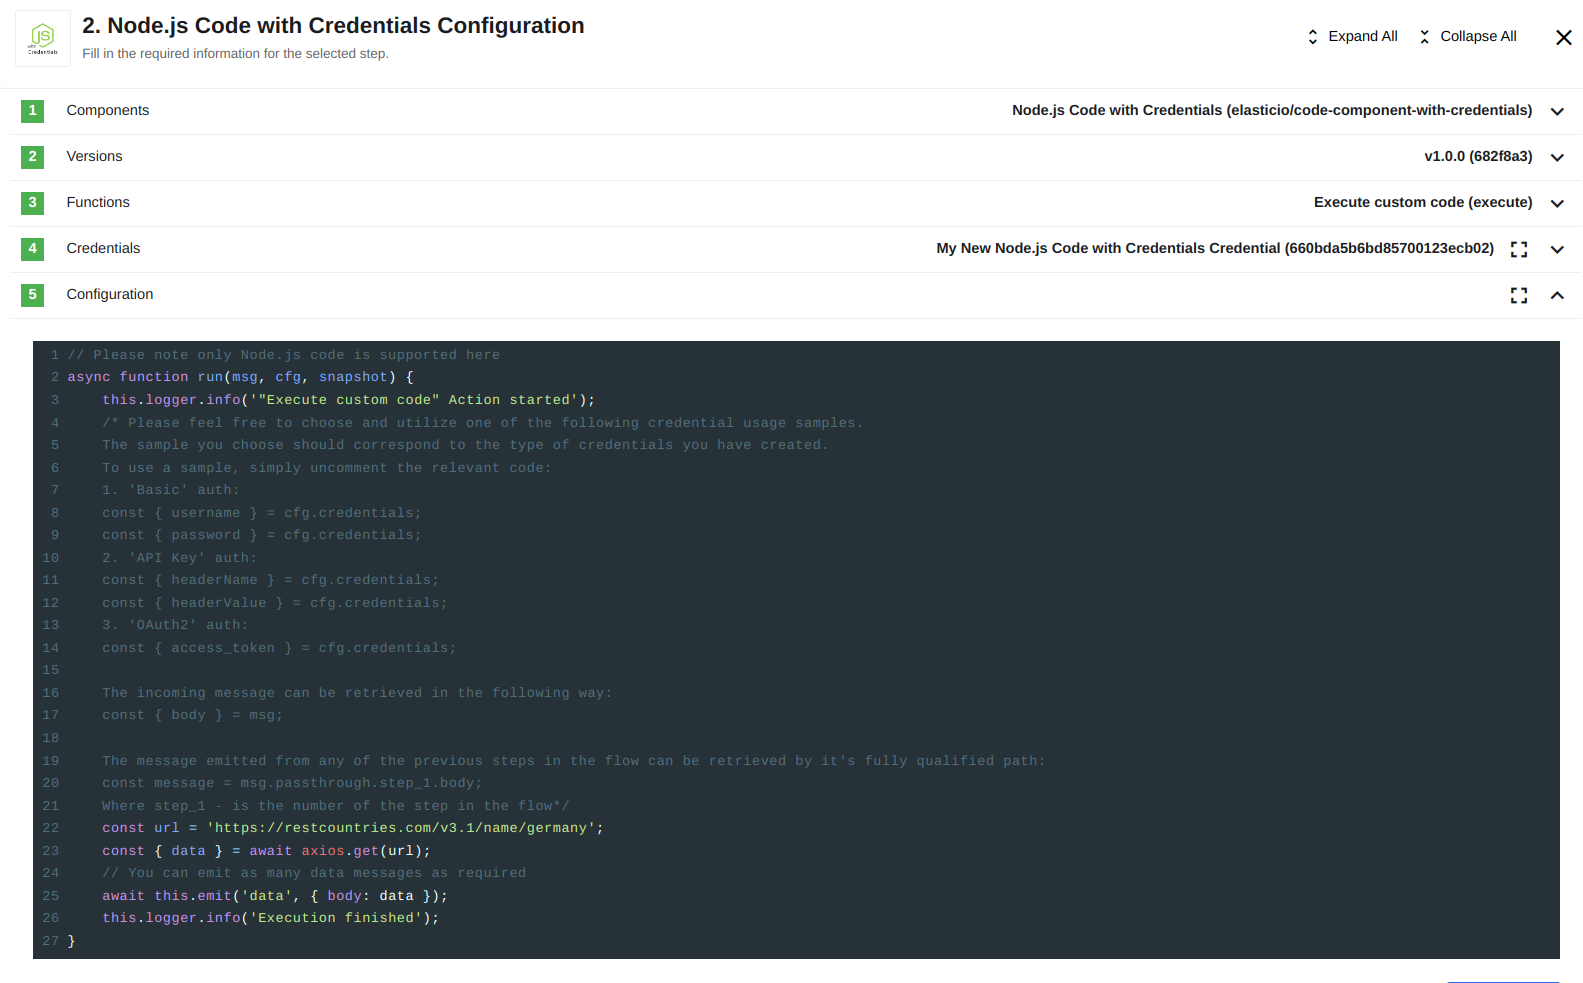 JS
with
Credentials
2. Node.js Code with Credentials Configuration
Fill in the required information for the selected step.
Expand All
Collapse All
1 Components Node.js Code with Credentials (elasticio/code-component-with-credentials)
2 Versions v1.0.0 (682f8a3)
3 Functions Execute custom code (execute)
4 Credentials My New Node.js Code with Credentials Credential (660bda5b6bd85700123ecb02)
5 Configuration
1 // Please note only Node.js code is supported here
2 async function run(msg, cfg, snapshot) {
3     this.logger.info('"Execute custom code" Action started');
4     /* Please feel free to choose and utilize one of the following credential usage samples.
5     The sample you choose should correspond to the type of credentials you have created.
6     To use a sample, simply uncomment the relevant code:
7     1. 'Basic' auth:
8     const { username } = cfg.credentials;
9     const { password } = cfg.credentials;
10     2. 'API Key' auth:
11     const { headerName } = cfg.credentials;
12     const { headerValue } = cfg.credentials;
13     3. 'OAuth2' auth:
14     const { access_token } = cfg.credentials;
15
16     The incoming message can be retrieved in the following way:
17     const { body } = msg;
18
19     The message emitted from any of the previous steps in the flow can be retrieved by it's fully qualified path:
20     const message = msg.passthrough.step_1.body;
21     Where step_1 - is the number of the step in the flow*/
22     const url = 'https://restcountries.com/v3.1/name/germany';
23     const { data } = await axios.get(url);
24     // You can emit as many data messages as required
25     await this.emit('data', { body: data });
26     this.logger.info('Execution finished');
27 }